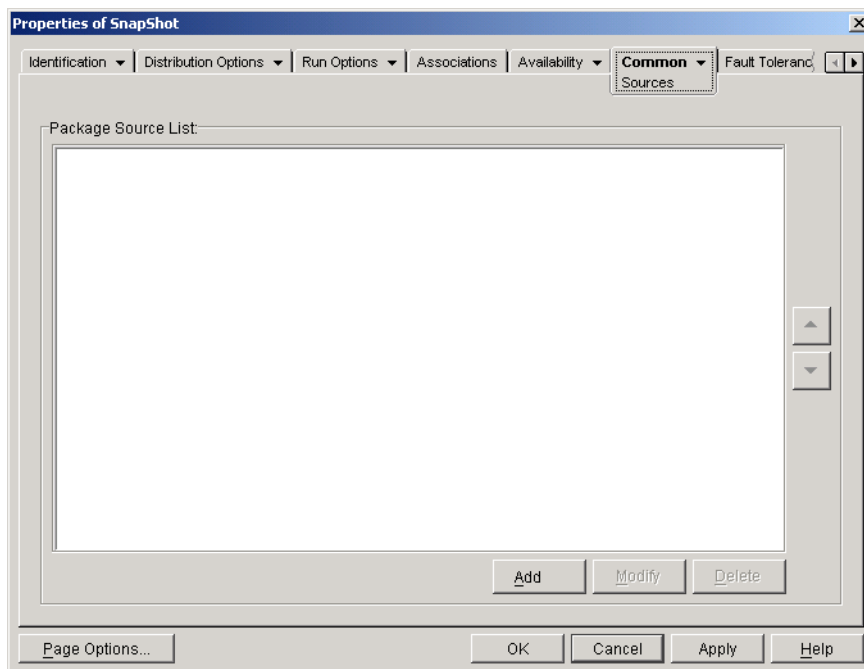 Properties of SnapShot
Identification Distribution Options Run Options Associations Availability Common Fault Toleranc
Sources
Package Source List:
Add Modify Delete
Page Options... OK Cancel Apply Help